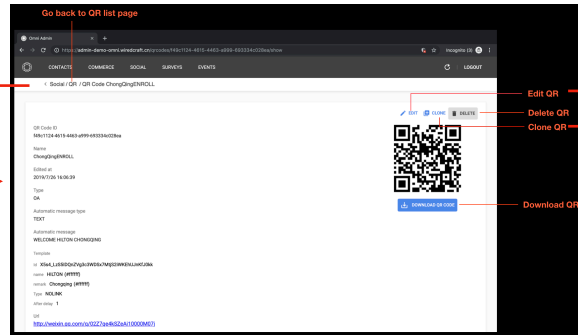 Go back to QR list page
Omni Admin
https://admin-demo-omni.wiredcraft.cn/qrcodes/f49c1124-4615-4463-a999-693334c028ea/show
Incognito (3)
CONTACTS COMMERCE SOCIAL SURVEYS EVENTS LOGOUT
Social / QR / QR Code ChongQingENROLL
Edit QR
EDIT CLONE DELETE
Delete QR
Clone QR
QR Code ID
f49c1124-4615-4463-a999-693334c028ea
Name
ChongQingENROLL
Edited at
2019/7/26 16:06:39
Type
OA
DOWNLOAD QR CODE
Download QR
Automatic message type
TEXT
Automatic message
WELCOME HILTON CHONGQING
Template
id
name HILTON (#ffffff)
remark Chongqing (#ffffff)
Type NOLINK
After delay 1
Url